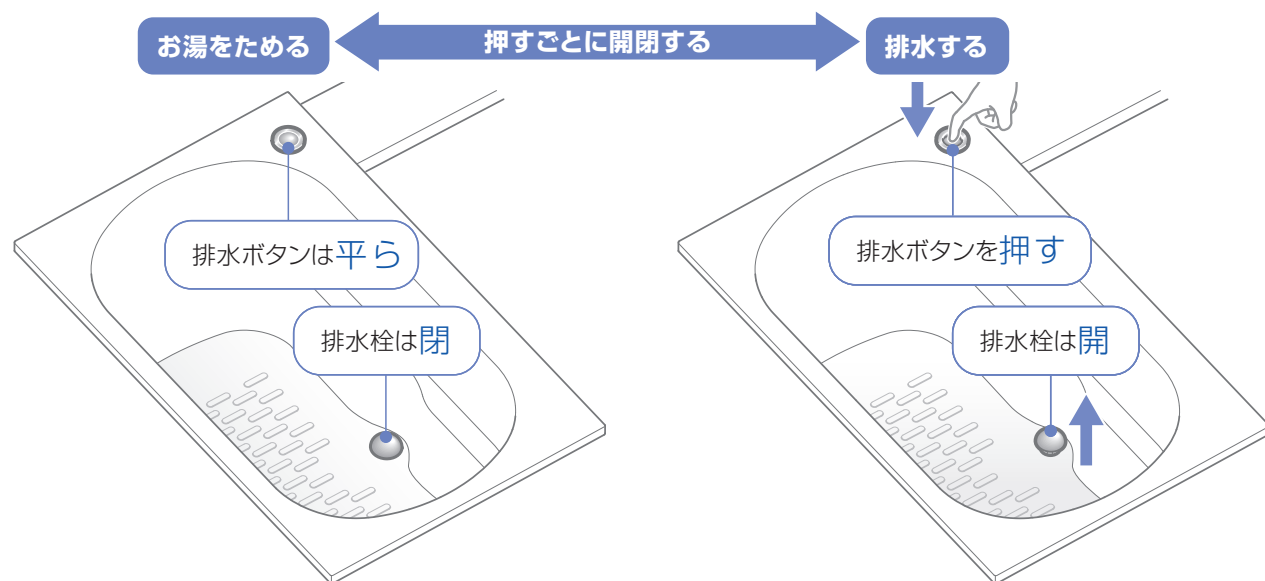 お湯をためる
押すごとに開閉する
排水する
排水ボタンは平ら
排水栓は閉
排水ボタンを押す
排水栓は開